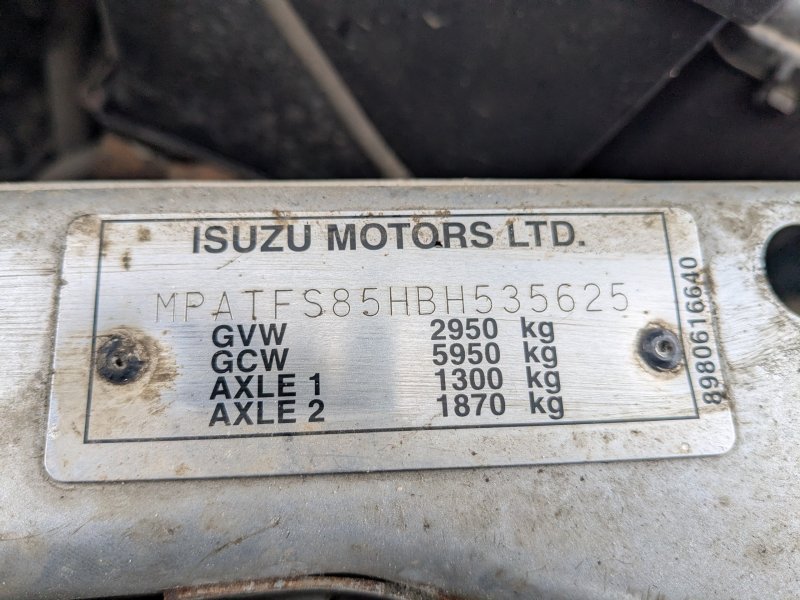 ISUZU MOTORS LTD.
MPATFS85HBH535625
GVW 2950 kg
GCW 5950 kg
AXLE 1 1300 kg
AXLE 2 1870 kg
8980616640